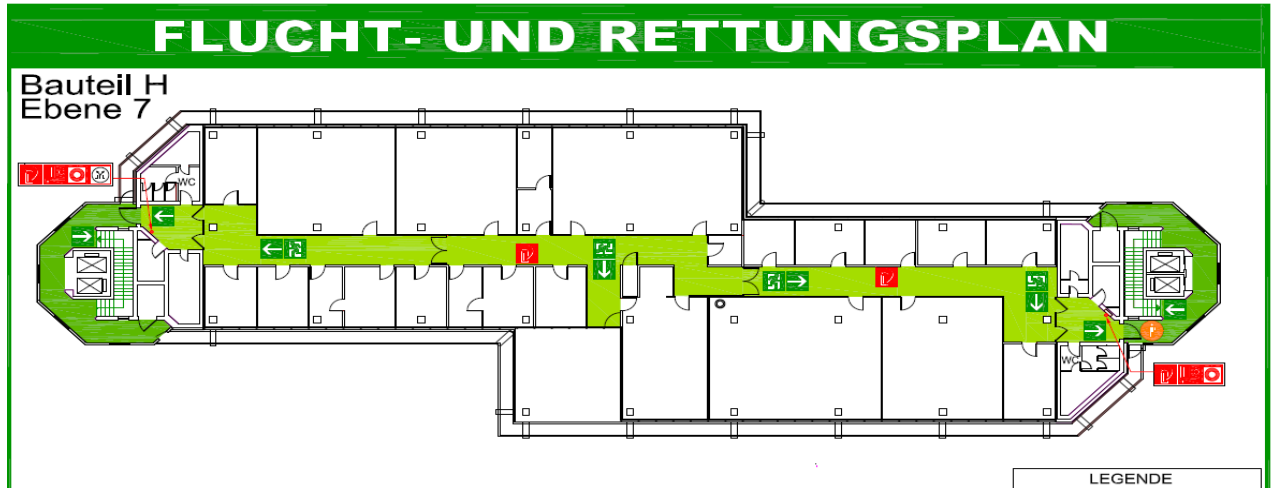 FLUCHT- UND RETTUNGSPLAN
Bauteil H
Ebene 7
WC
WC
LEGENDE